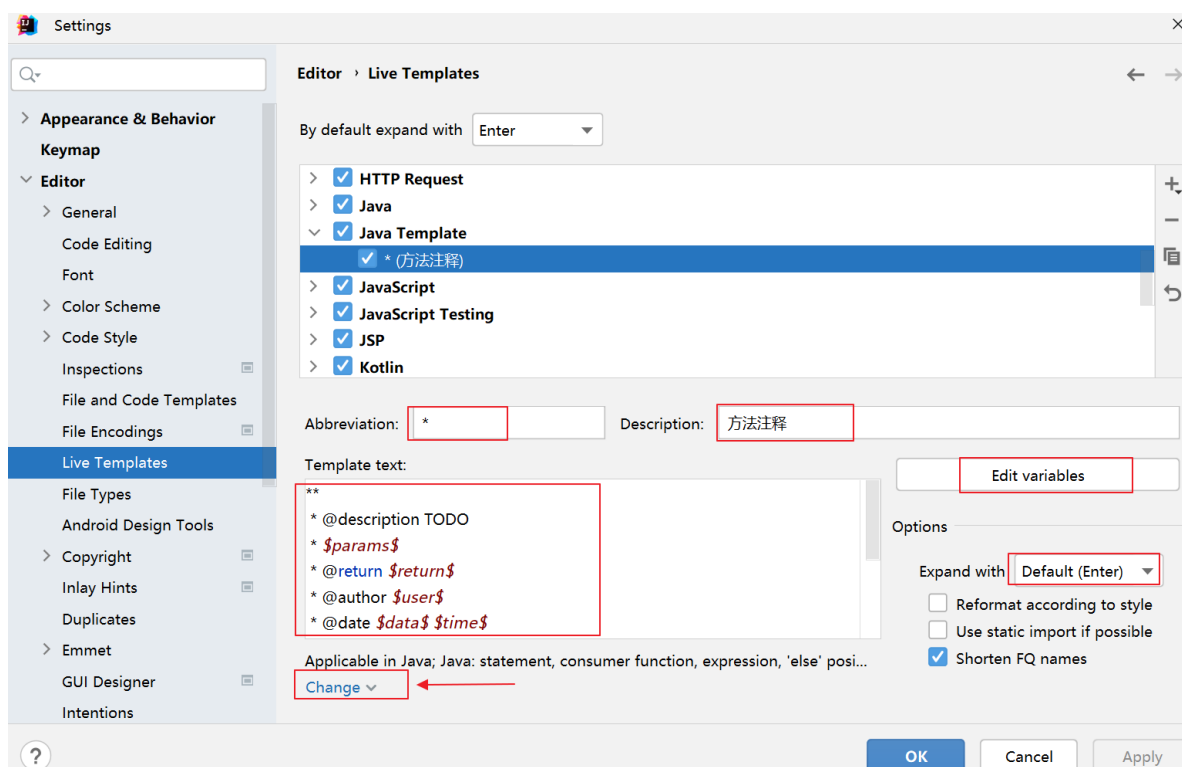 Settings
Editor › Live Templates
Appearance & Behavior
Keymap
Editor
General
Code Editing
Font
Color Scheme
Code Style
Inspections
File and Code Templates
File Encodings
Live Templates
File Types
Android Design Tools
Copyright
Inlay Hints
Duplicates
Emmet
GUI Designer
Intentions
By default expand with Enter
HTTP Request
Java
Java Template
* (方法注释)
JavaScript
JavaScript Testing
JSP
Kotlin
Abbreviation: * Description: 方法注释
Template text:
**
* @description TODO
* $params$
* @return $return$
* @author $user$
* @date $data$ $time$
Edit variables
Options
Expand with Default (Enter)
Reformat according to style
Use static import if possible
Shorten FQ names
Applicable in Java; Java: statement, consumer function, expression, 'else' posi...
Change
? OK Cancel Apply